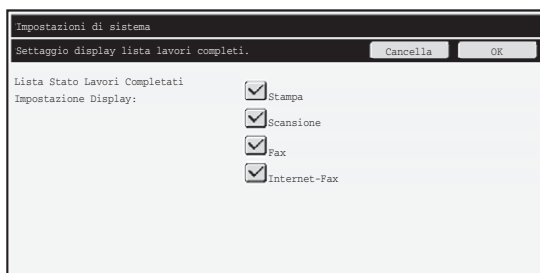 Impostazioni di sistema
Settaggio display lista lavori completi. Cancella OK
Lista Stato Lavori Completati
Impostazione Display:
Stampa
Scansione
Fax
Internet-Fax